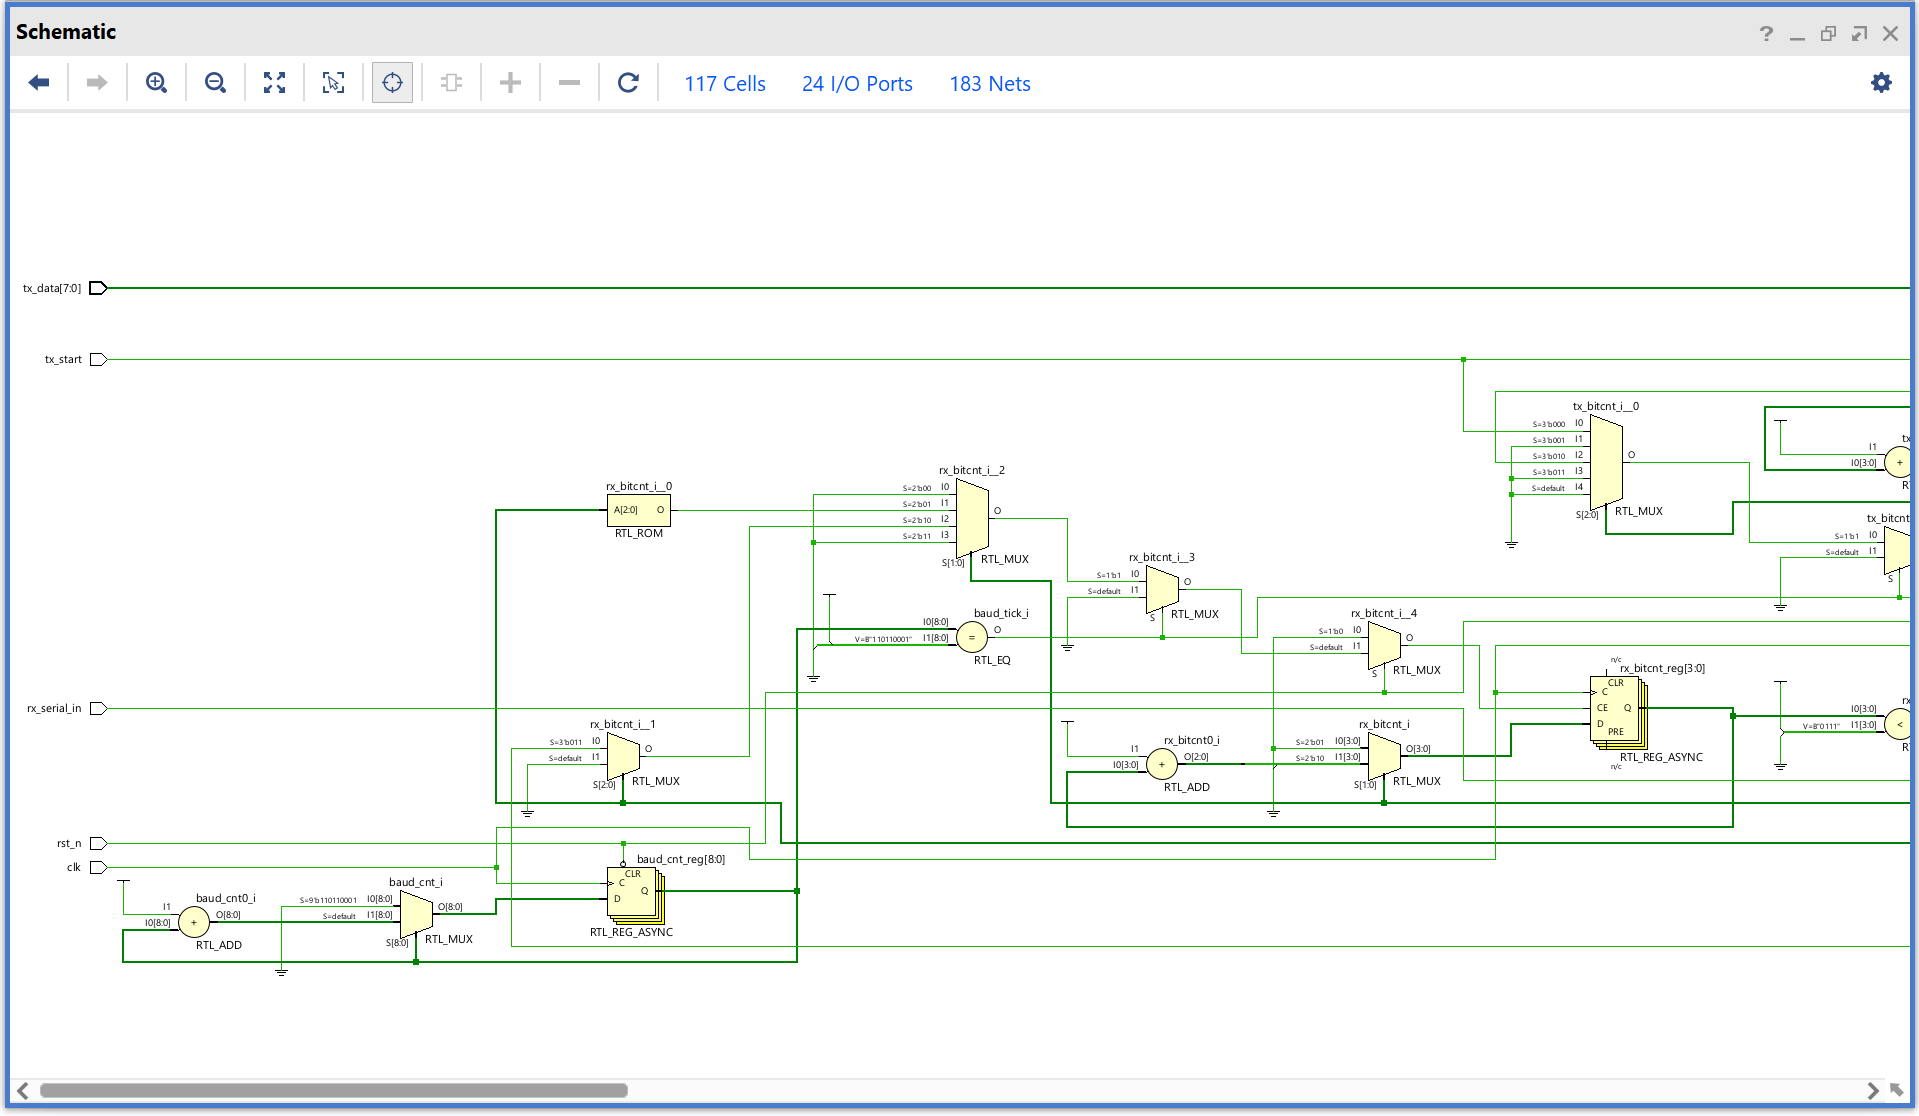 Schematic
117 Cells 24 I/O Ports 183 Nets
tx_data[7:0]
tx_start
tx_bitcnt_i__0
S=3'b000 I0
S=3'b001 I1
S=3'b010 I2
S=3'b011 I3
S=default I4
O
S[2:0]
RTL_MUX
I1
I0[3:0]
+
tx_bitcnt
S=1'b1 I0
S=default I1
S
rx_bitcnt_i__0
A[2:0] O
RTL_ROM
rx_bitcnt_i__2
S=2'b00 I0
S=2'b01 I1
S=2'b10 I2
S=2'b11 I3
O
S[1:0]
RTL_MUX
rx_bitcnt_i__3
S=1'b1 I0
S=default I1
O
S
RTL_MUX
baud_tick_i
I0[8:0]
V=B"110110001" I1[8:0]
=
O
RTL_EQ
rx_bitcnt_i__4
S=1'b0 I0
S=default I1
O
S
RTL_MUX
n/c
rx_bitcnt_reg[3:0]
CLR
C
CE Q
D
PRE
RTL_REG_ASYNC
n/c
I0[3:0]
V=B"0111" I1[3:0]
<
rx_serial_in
rx_bitcnt_i__1
S=3'b011 I0
S=default I1
O
S[2:0]
RTL_MUX
rx_bitcnt0_i
I1
I0[3:0]
+
O[2:0]
RTL_ADD
rx_bitcnt_i
S=2'b01 I0[3:0]
S=2'b10 I1[3:0]
O[3:0]
S[1:0]
RTL_MUX
rst_n
clk
baud_cnt0_i
I1
I0[8:0]
+
O[8:0]
RTL_ADD
baud_cnt_i
S=9'b110110001 I0[8:0]
S=default I1[8:0]
O[8:0]
S[8:0]
RTL_MUX
baud_cnt_reg[8:0]
CLR
C
Q
D
RTL_REG_ASYNC